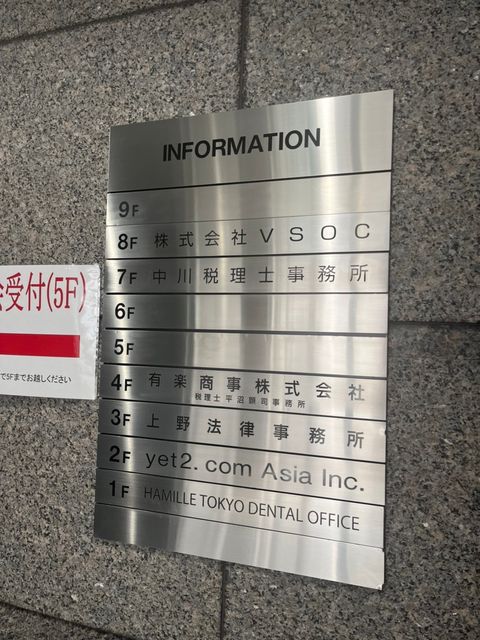 INFORMATION
9F
8F 株式会社VSOC
7F 中川税理士事務所
6F
5F
4F 有楽商事株式会社
税理士平沼顕司事務所
3F 上野法律事務所
2F yet2.com Asia Inc.
1F HAMILLE TOKYO DENTAL OFFICE
受付(5F)
で5Fまでお越しください